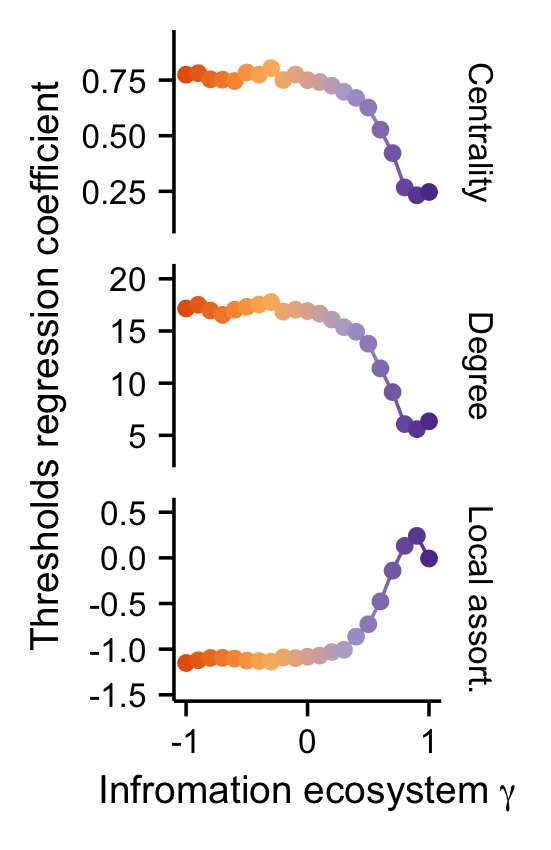 Thresholds regression coefficient
0.75
0.50
0.25
Centrality
20
15
10
5
Degree
0.5
0.0
-0.5
-1.0
-1.5
Local assort.
-1 0 1
Infromation ecosystem γ